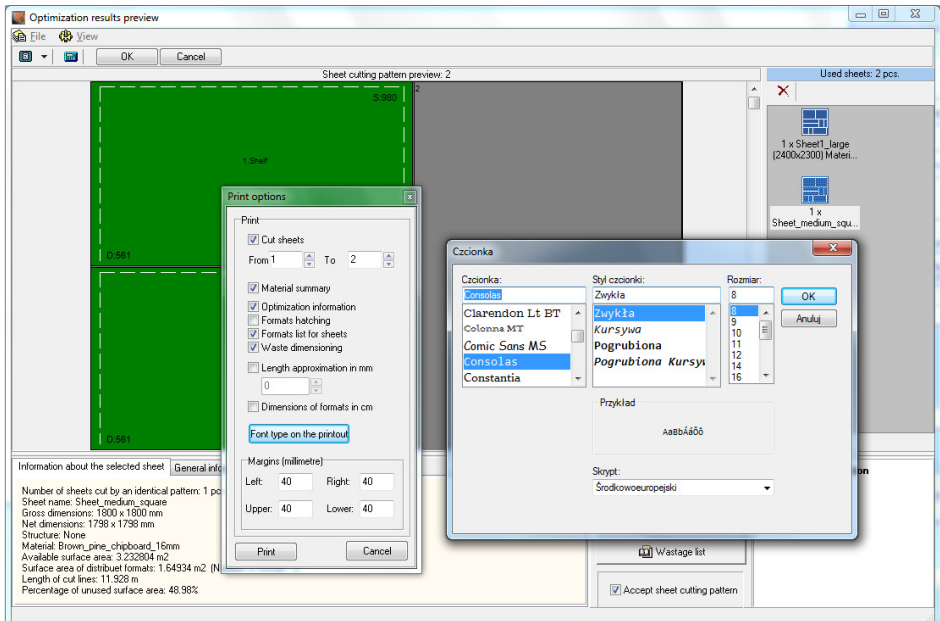 Optimization results preview
File View
OK Cancel
Sheet cutting pattern preview: 2
Used sheets: 2 pcs.
S:980
2
1.Shelf
D:561
D:561
1 x Sheet1_large
(2400x2300) Materi...
1 x
Sheet_medium_squ...
Print options
Print
Cut sheets
From 1 To 2
Material summary
Optimization information
Formats hatching
Formats list for sheets
Waste dimensioning
Length approximation in mm
0
Dimensions of formats in cm
Font type on the printout
Margins (millimetre)
Left: 40 Right: 40
Upper: 40 Lower: 40
Print Cancel
Czcionka
Czcionka: Styl czcionki: Rozmiar:
Consolas Zwykła 8
Clarendon Lt BT
Colonna MT
Comic Sans MS
Consolas
Constantia
Zwykła
Kursywa
Pogrubiona
Pogrubiona Kursyw
8
9
10
11
12
14
16
OK
Anuluj
Przykład
AaBbÁáÔô
Skrypt:
Środkowoeuropejski
Information about the selected sheet General info
Number of sheets cut by an identical pattern: 1 pc
Sheet name: Sheet_medium_square
Gross dimensions: 1800 x 1800 mm
Net dimensions: 1798 x 1798 mm
Structure: None
Material: Brown_pine_chipboard_16mm
Available surface area: 3.232804 m2
Surface area of distribuet formats: 1.64934 m2 (N
Length of cut lines: 11.928 m
Percentage of unused surface area: 48.98%
on
Wastage list
Accept sheet cutting pattern